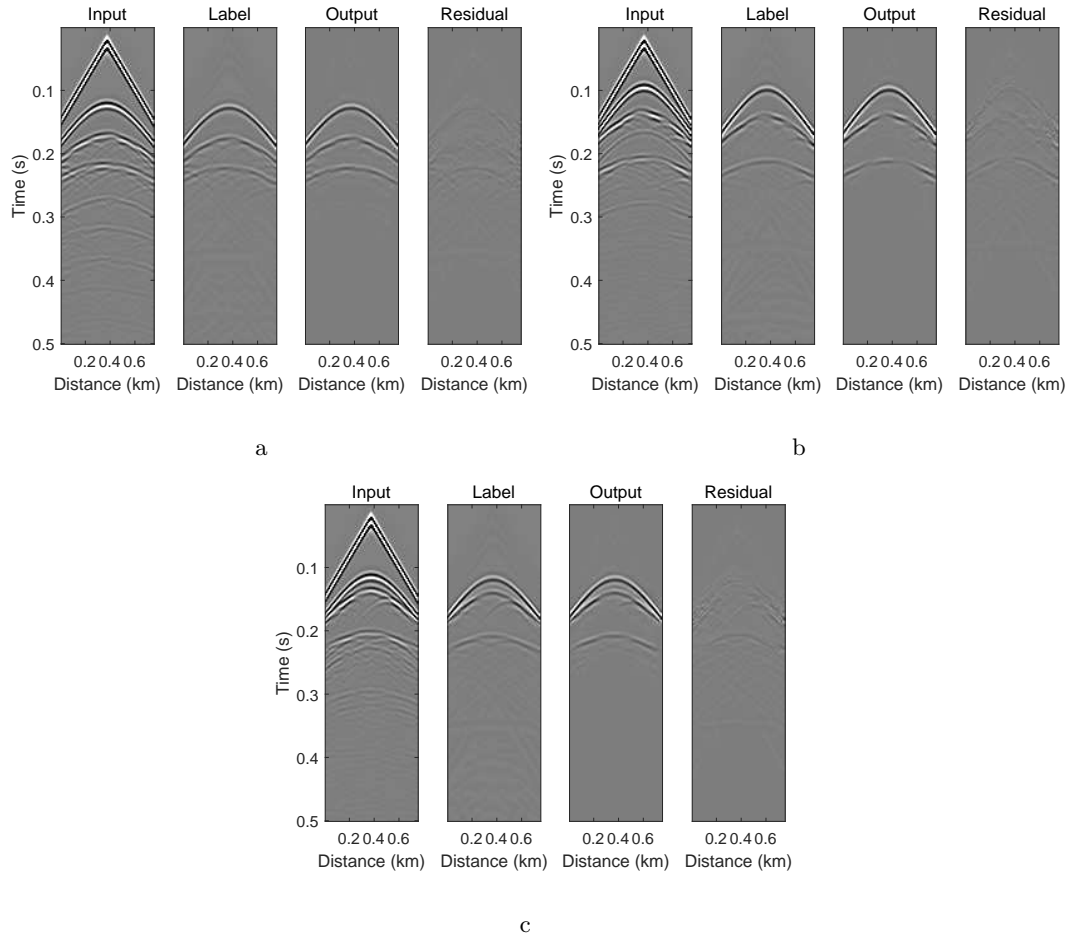 Input Label Output Residual
0.1
0.2
0.3
0.4
0.5
Time (s)
0.2 0.4 0.6 0.2 0.4 0.6 0.2 0.4 0.6 0.2 0.4 0.6
Distance (km) Distance (km) Distance (km) Distance (km)
a
Input Label Output Residual
0.1
0.2
0.3
0.4
0.5
Time (s)
0.2 0.4 0.6 0.2 0.4 0.6 0.2 0.4 0.6 0.2 0.4 0.6
Distance (km) Distance (km) Distance (km) Distance (km)
b
Input Label Output Residual
0.1
0.2
0.3
0.4
0.5
Time (s)
0.2 0.4 0.6 0.2 0.4 0.6 0.2 0.4 0.6 0.2 0.4 0.6
Distance (km) Distance (km) Distance (km) Distance (km)
c